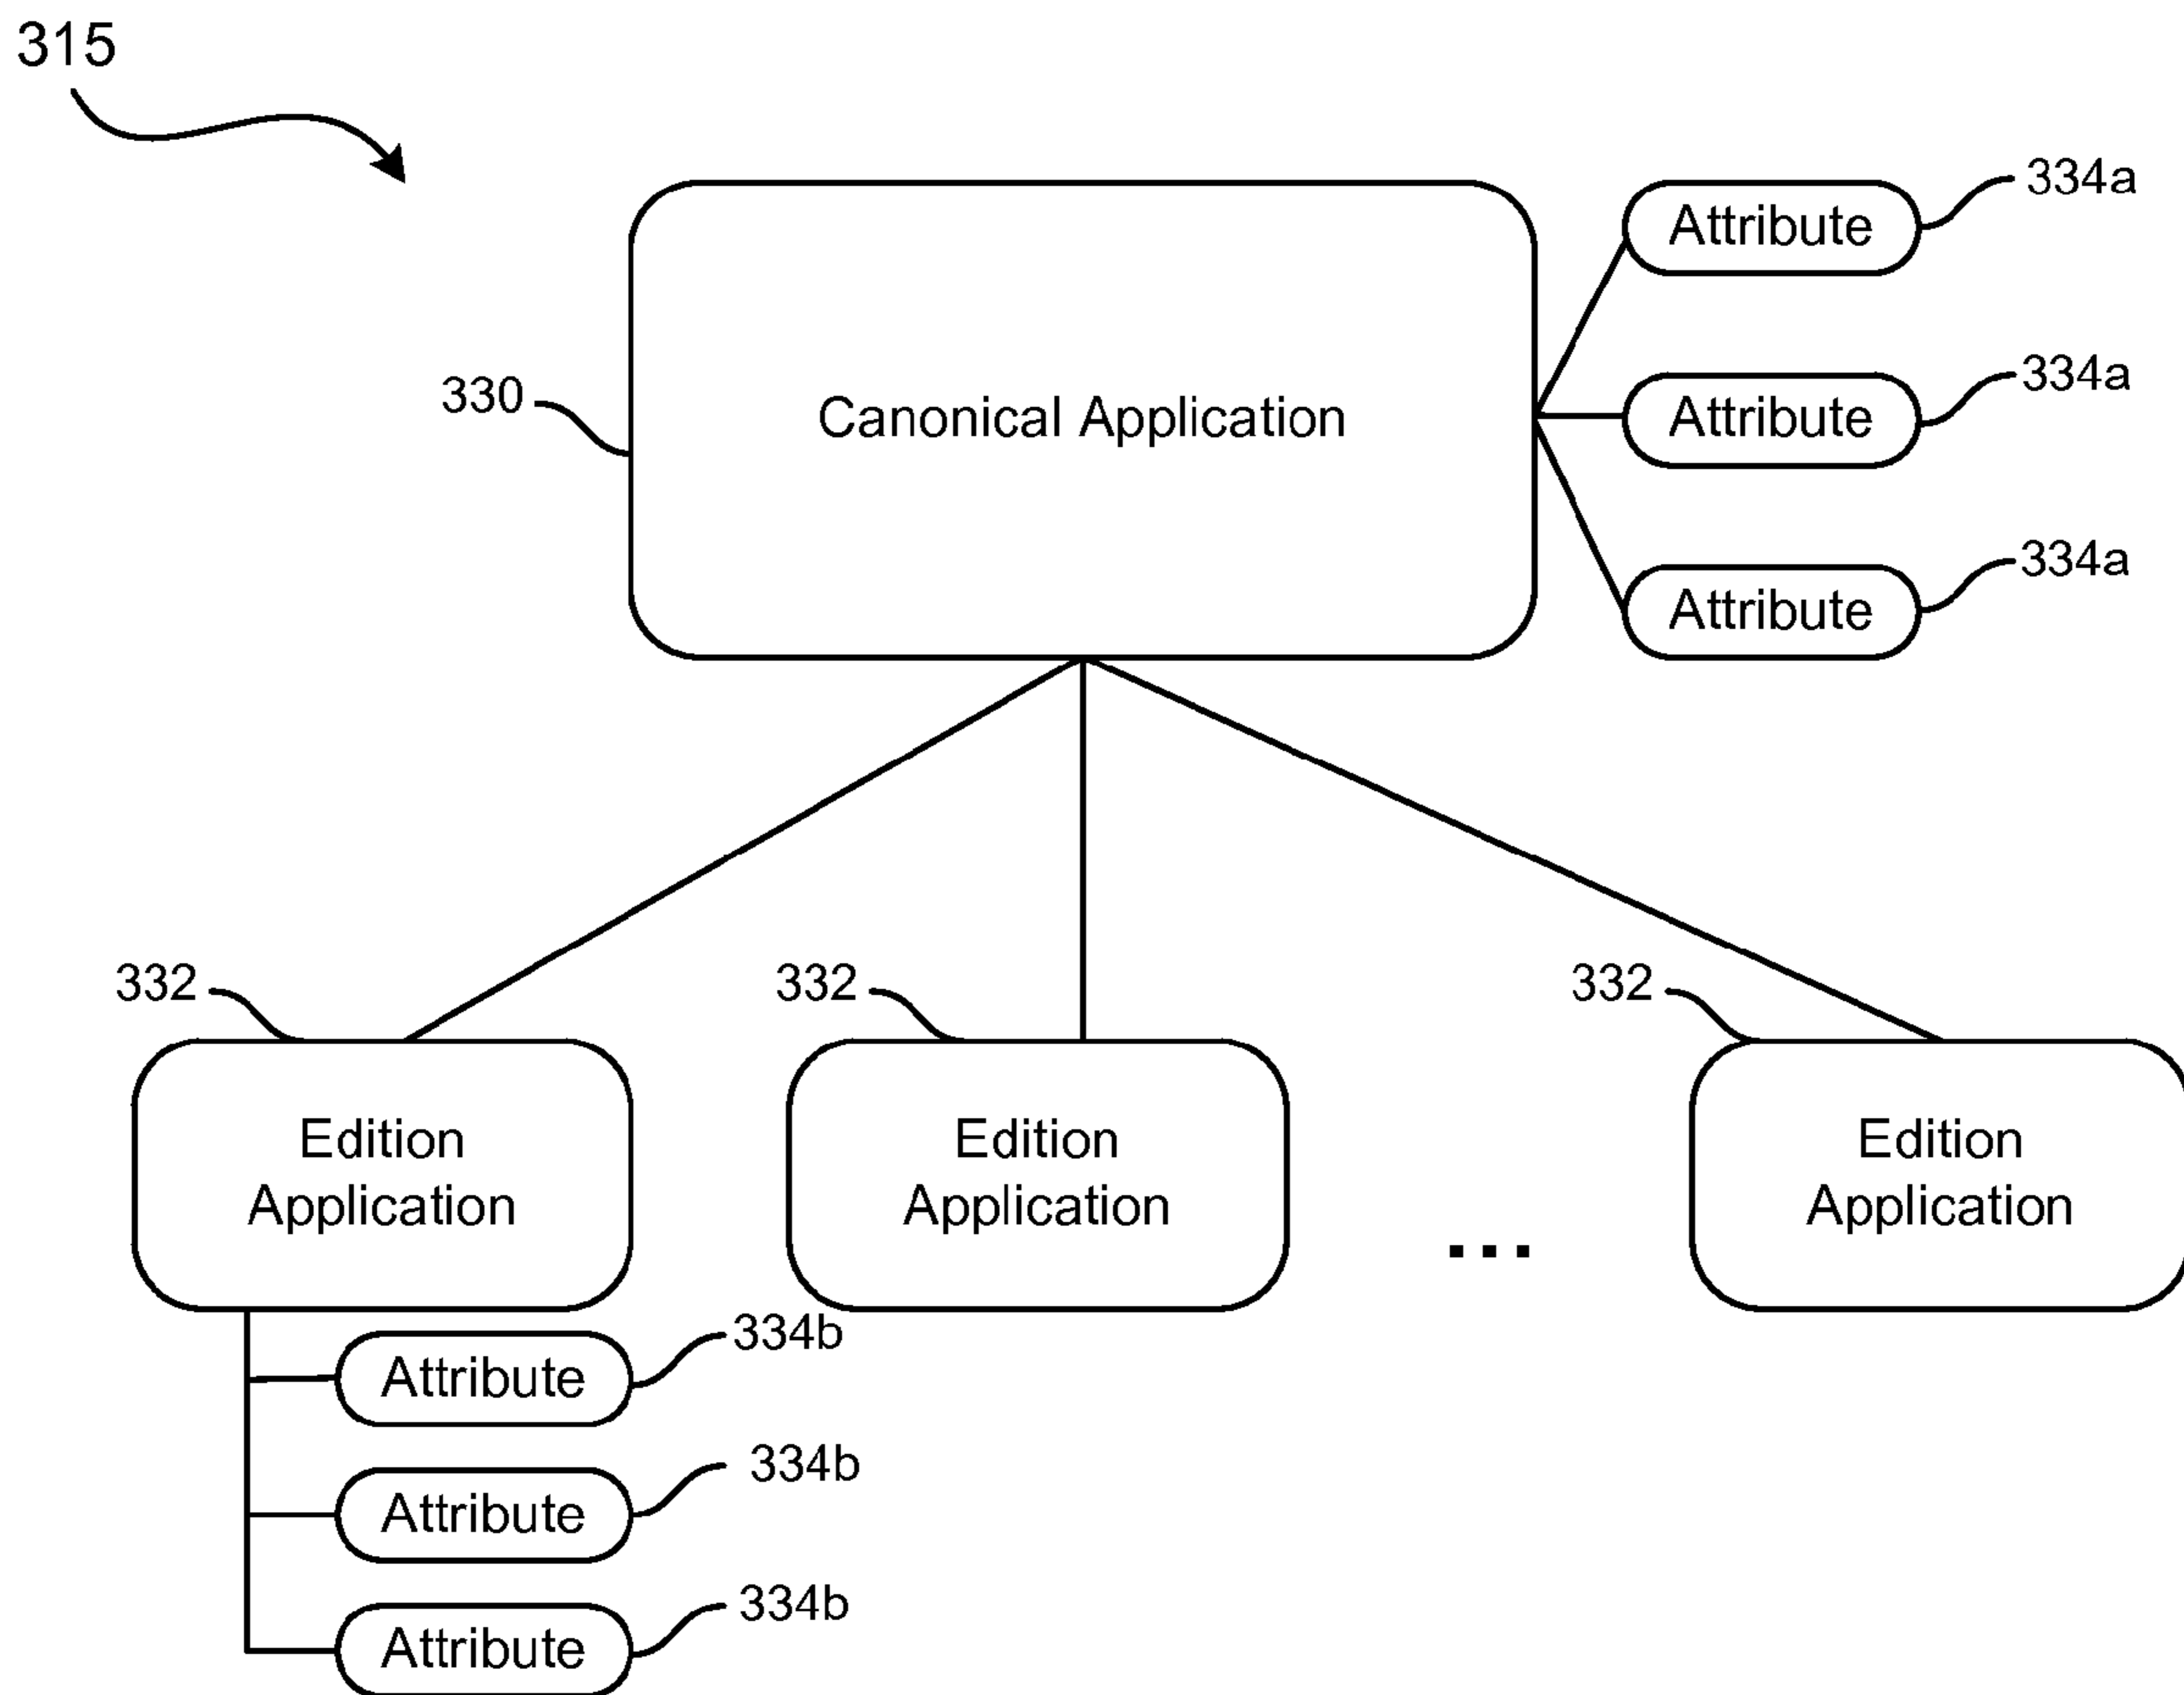 315
334a
Attribute
334a
330
Canonical Application
Attribute
334a
Attribute
332
332
332
Edition
Application
Edition
Application
...
Edition
Application
334b
Attribute
334b
Attribute
334b
Attribute